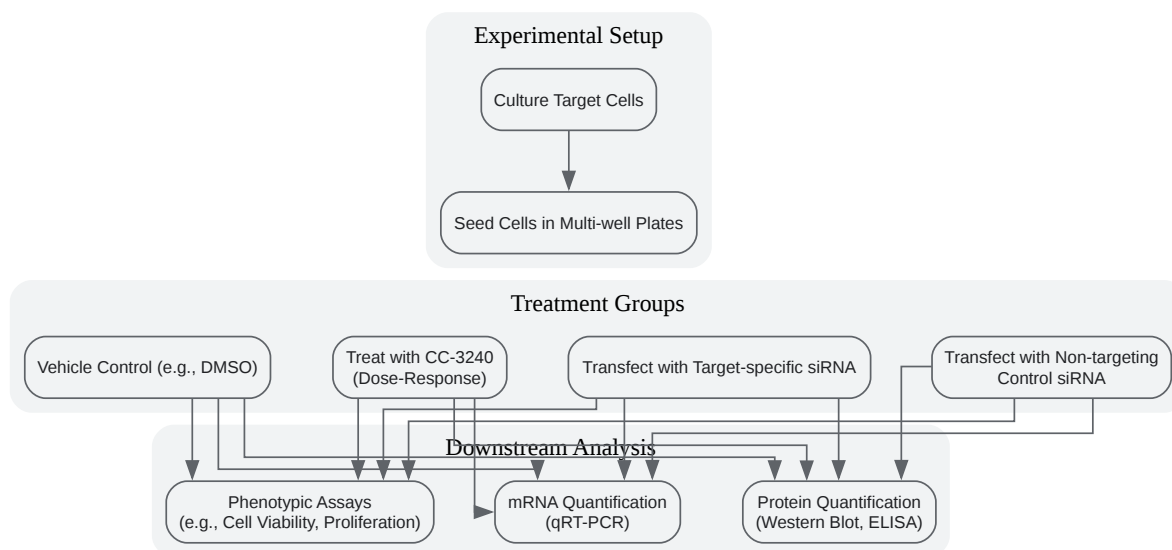 Experimental Setup
Culture Target Cells
Seed Cells in Multi-well Plates
Treatment Groups
Vehicle Control (e.g., DMSO)
Treat with CC-3240
(Dose-Response)
Transfect with Target-specific siRNA
Transfect with Non-targeting
Control siRNA
Downstream Analysis
Phenotypic Assays
(e.g., Cell Viability, Proliferation)
mRNA Quantification
(qRT-PCR)
Protein Quantification
(Western Blot, ELISA)